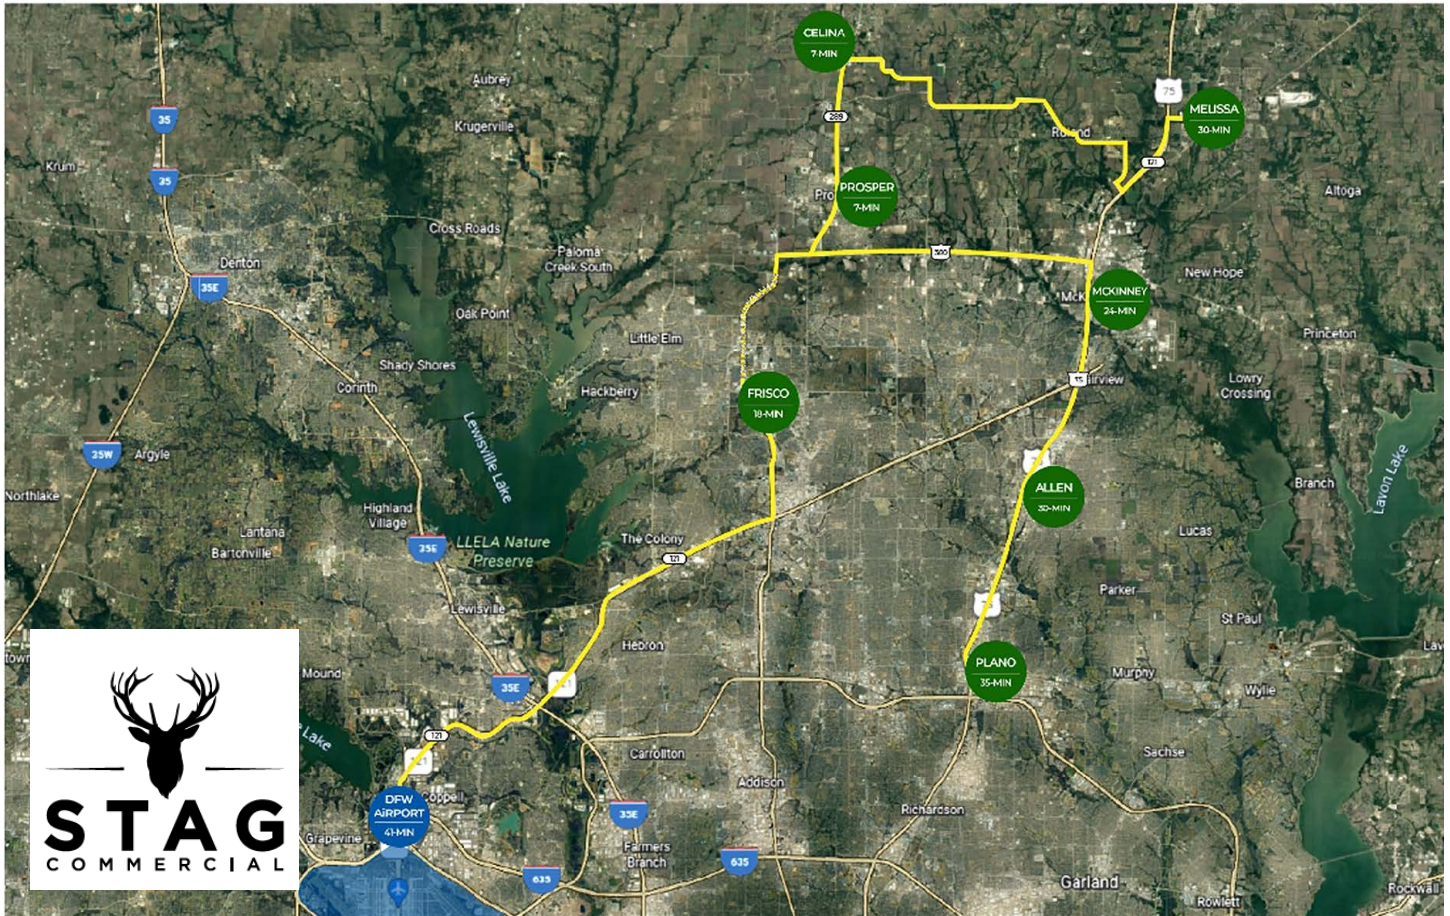 CELINA
7-MIN
Aubrey
75
MELISSA
30-MIN
35
289
Krugerville
Roland
121
Krum
35
PROSPER
7-MIN
Altoga
Cross Roads
Denton
Paloma
Creek South
380
New Hope
35E
MCKINNEY
24-MIN
Oak Point
Little Elm
Princeton
Shady Shores
Corinth
Hackberry
FRISCO
18-MIN
75
Lowry
Crossing
35W
Argyle
Lewisville Lake
Lavon Lake
Northlake
ALLEN
30-MIN
Branch
Highland
Village
Lantana
Bartonville
35E
LLELA Nature
Preserve
The Colony
121
Lucas
Lewisville
Parker
St Paul
Hebron
PLANO
35-MIN
Mound
35E
Murphy
Wylie
121
Carrollton
Sachse
Lake
Addison
DFW
AIRPORT
41-MIN
Coppell
35E
Richardson
Grapevine
Farmers
Branch
635
635
Garland
Rockwall
Rowlett
STAG
COMMERCIAL